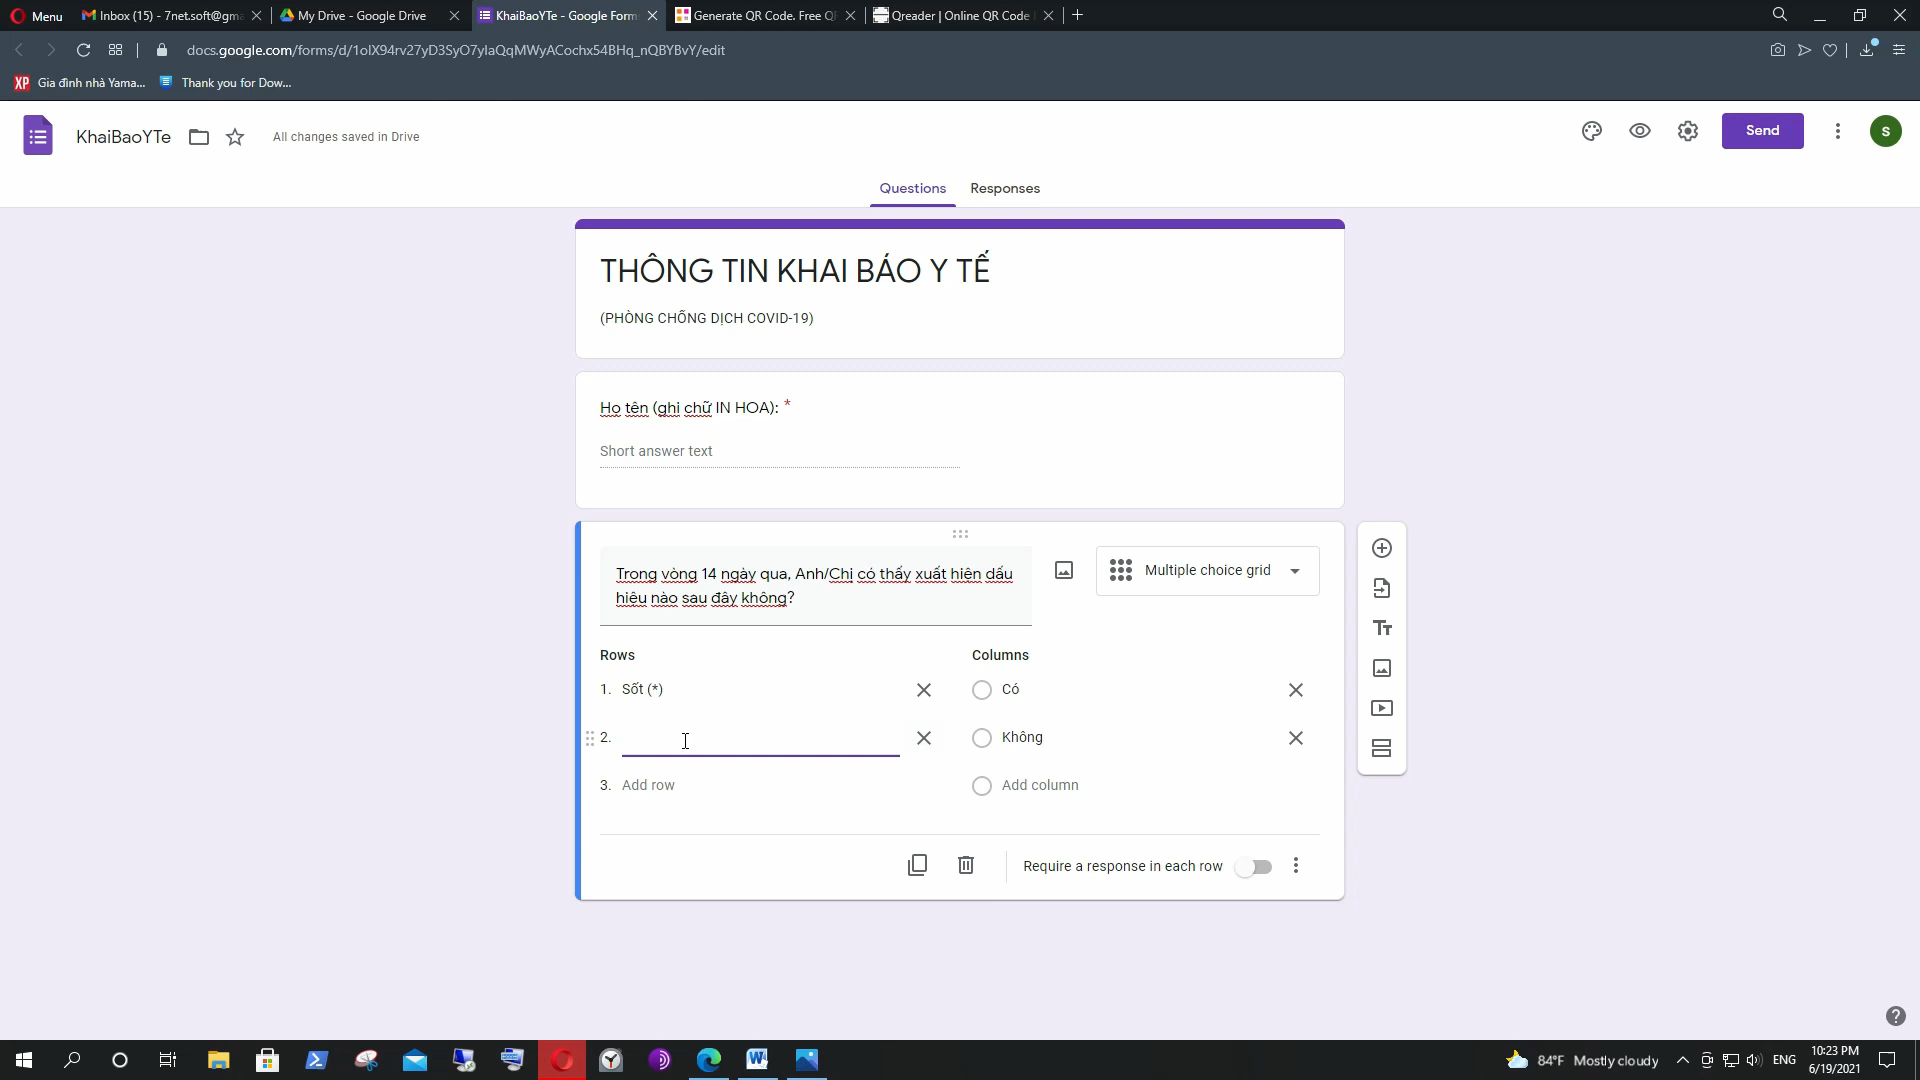 Menu
Inbox (15) - 7net.soft@gma
My Drive - Google Drive
KhaiBaoYTe - Google Form
Generate QR Code. Free Q
Qreader | Online QR Code
docs.google.com/forms/d/1oIX94rv27yD3SyO7ylaQqMWyACochx54BHq_nQBYBvY/edit
XP Gia đình nhà Yama...
Thank you for Dow...
KhaiBaoYTe
All changes saved in Drive
Send
S
Questions
Responses
THÔNG TIN KHAI BÁO Y TẾ
(PHÒNG CHỐNG DỊCH COVID-19)
Họ tên (ghi chữ IN HOA): *
Short answer text
Trong vòng 14 ngày qua, Anh/Chị có thấy xuất hiện dấu
hiệu nào sau đây không?
Multiple choice grid
Rows
Columns
1. Sốt (*)
Có
2.
Không
3. Add row
Add column
Require a response in each row
84°F Mostly cloudy
ENG
10:23 PM
6/19/2021